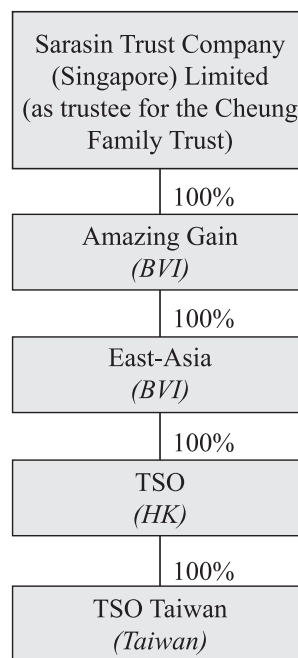 Sarasin Trust Company
(Singapore) Limited
(as trustee for the Cheung
Family Trust)
100%
Amazing Gain
(BVI)
100%
East-Asia
(BVI)
100%
TSO
(HK)
100%
TSO Taiwan
(Taiwan)